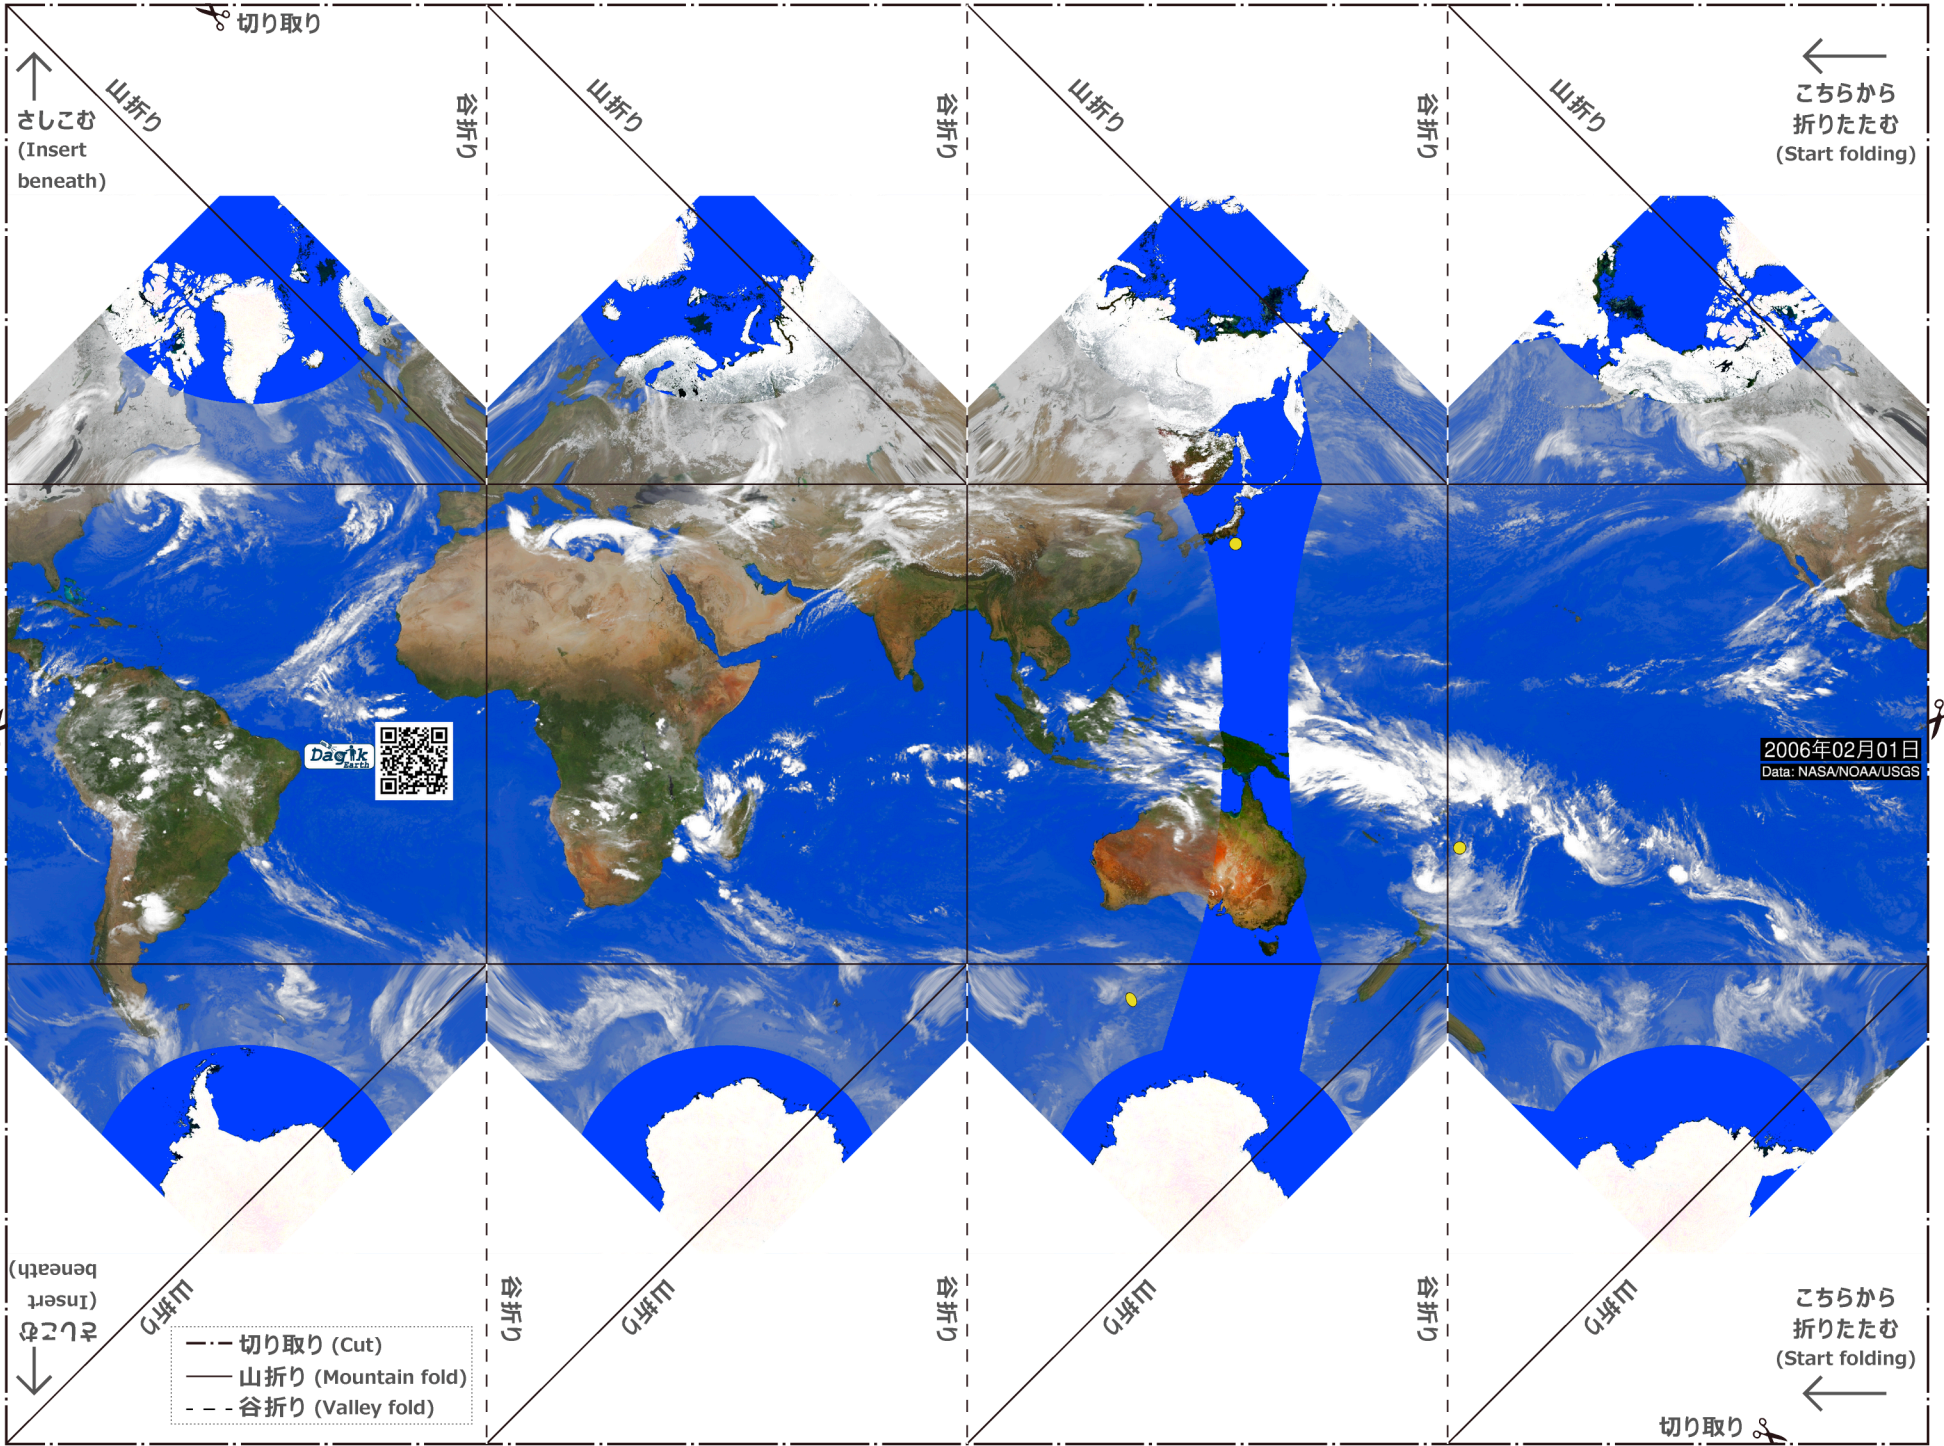 切り取り
さしこむ
(Insert
beneath)
山折り
谷折り
山折り
谷折り
山折り
谷折り
山折り
こちらから
折りたたむ
(Start folding)
Dagik
Earth
2006年02月01日
Data: NASA/NOAA/USGS
さしこむ
(Insert
beneath)
山折り
谷折り
山折り
谷折り
山折り
谷折り
山折り
こちらから
折りたたむ
(Start folding)
切り取り (Cut)
山折り (Mountain fold)
谷折り (Valley fold)
切り取り